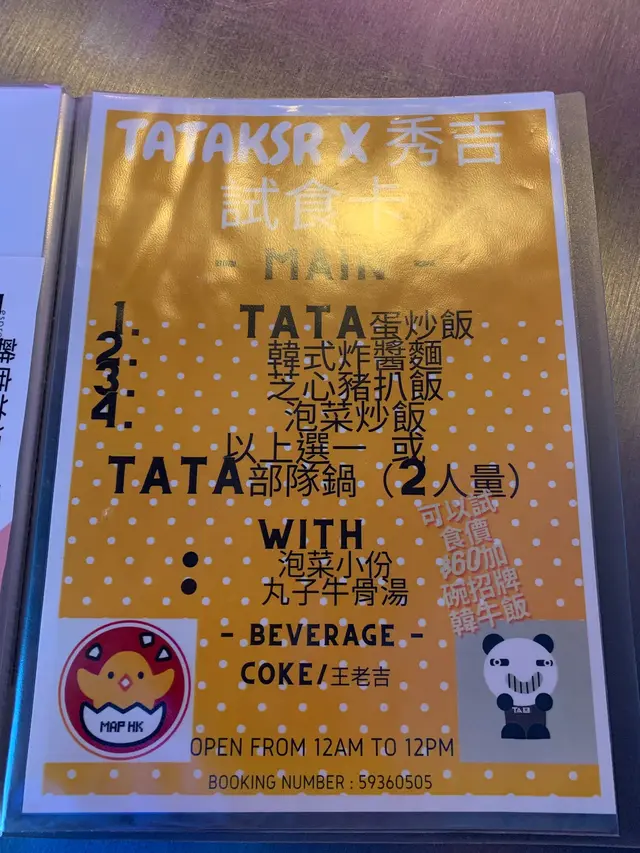 TATAKSR X 秀吉
試食卡
- MAIN -
1. TATA蛋炒飯
2. 韓式炸醬麵
3. 芝心豬扒飯
4. 泡菜炒飯
以上選一 或
TATA部隊鍋（2人量）
可以試
食價
$60加
碗招牌
韓牛飯
WITH
• 泡菜小份
• 丸子牛骨湯
- BEVERAGE -
COKE/王老吉
MAP HK
OPEN FROM 12AM TO 12PM
BOOKING NUMBER : 59360505